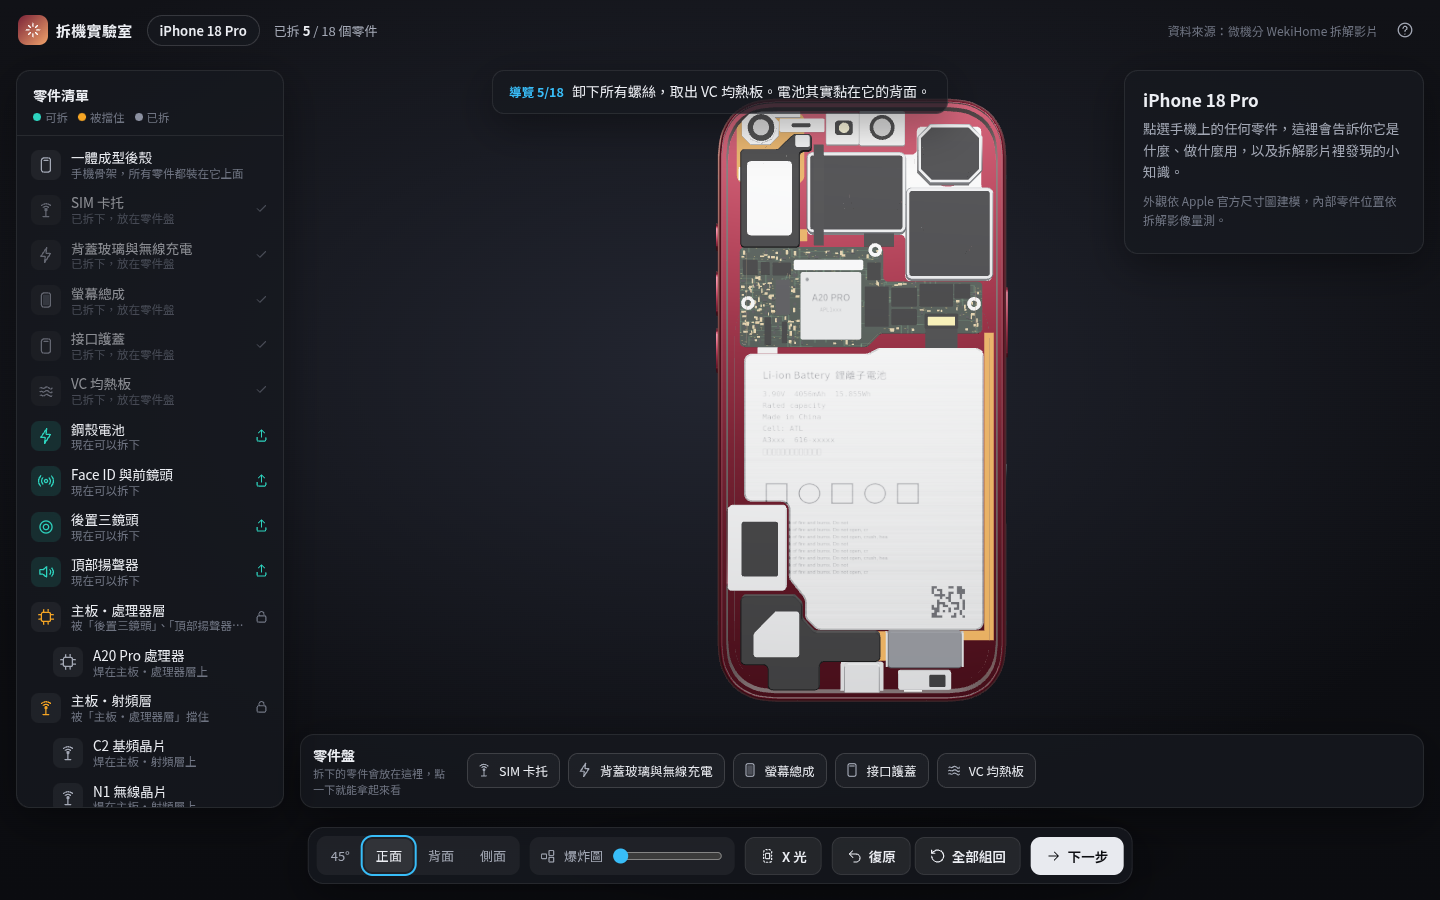 拆機實驗室
iPhone 18 Pro
已拆 5 / 18 個零件
資料來源：微機分 WekiHome 拆解影片
零件清單
可拆 被擋住 已拆
一體成型後殼
手機骨架，所有零件都裝在它上面
SIM 卡托
已拆下，放在零件盤
背蓋玻璃與無線充電
已拆下，放在零件盤
螢幕總成
已拆下，放在零件盤
接口護蓋
已拆下，放在零件盤
VC 均熱板
已拆下，放在零件盤
鋼殼電池
現在可以拆下
Face ID 與前鏡頭
現在可以拆下
後置三鏡頭
現在可以拆下
頂部揚聲器
現在可以拆下
主板・處理器層
被「後置三鏡頭」、「頂部揚聲器…
A20 Pro 處理器
焊在主板・處理器層上
主板・射頻層
被「主板・處理器層」擋住
C2 基頻晶片
焊在主板・射頻層上
N1 無線晶片
焊在主板・射頻層上
導覽 5/18 卸下所有螺絲，取出 VC 均熱板。電池其實黏在它的背面。
A20 PRO
Li-ion Battery 鋰離子電池
Rated capacity
Made in China
Cell: ATL
iPhone 18 Pro
點選手機上的任何零件，這裡會告訴你它是
什麼、做什麼用，以及拆解影片裡發現的小
知識。
外觀依 Apple 官方尺寸圖建模，內部零件位置依
拆解影像量測。
零件盤
拆下的零件會放在這裡，點
一下就能拿起來看
SIM 卡托
背蓋玻璃與無線充電
螢幕總成
接口護蓋
VC 均熱板
45°
正面
背面
側面
爆炸圖
X 光
復原
全部組回
下一步